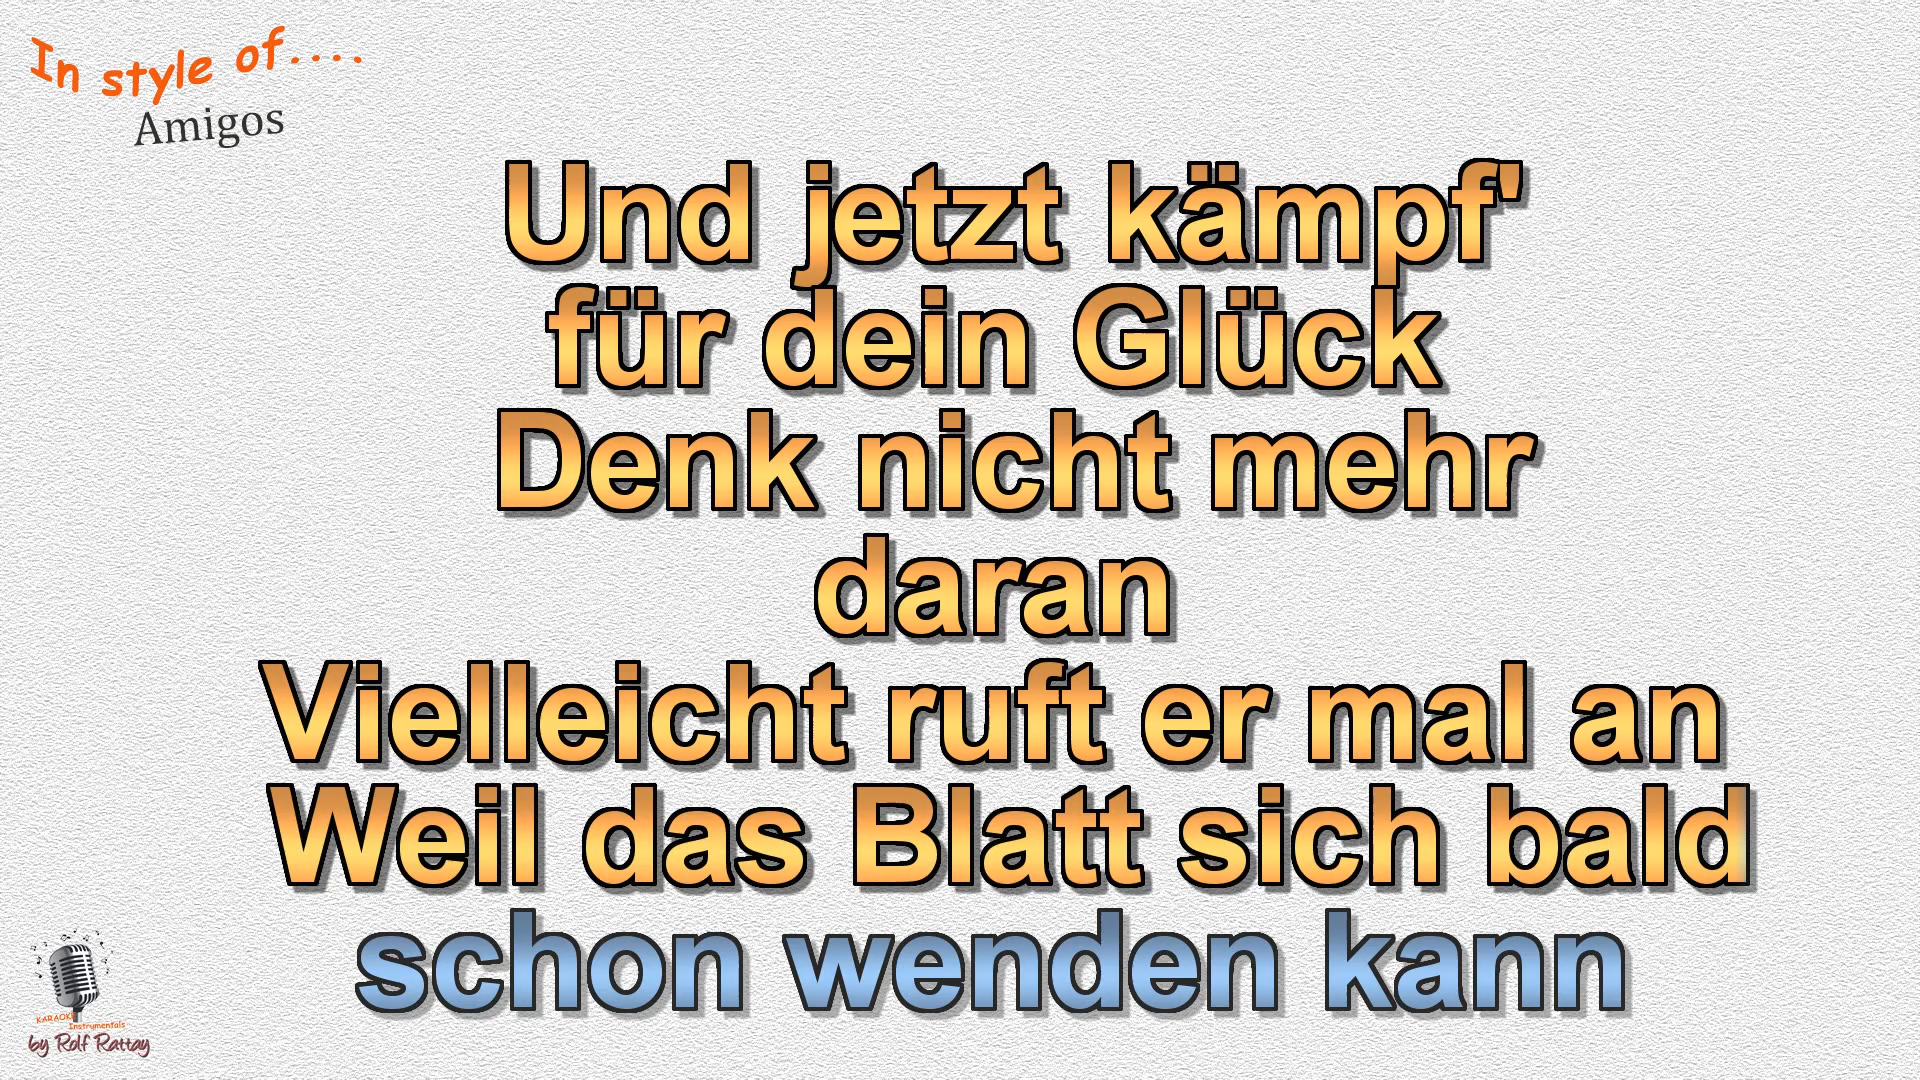 In style of....
Amigos
Und jetzt kämpf'
für dein Glück
Denk nicht mehr
daran
Vielleicht ruft er mal an
Weil das Blatt sich bald
schon wenden kann
KARAOKE
Instrumentals
by Rolf Rattay